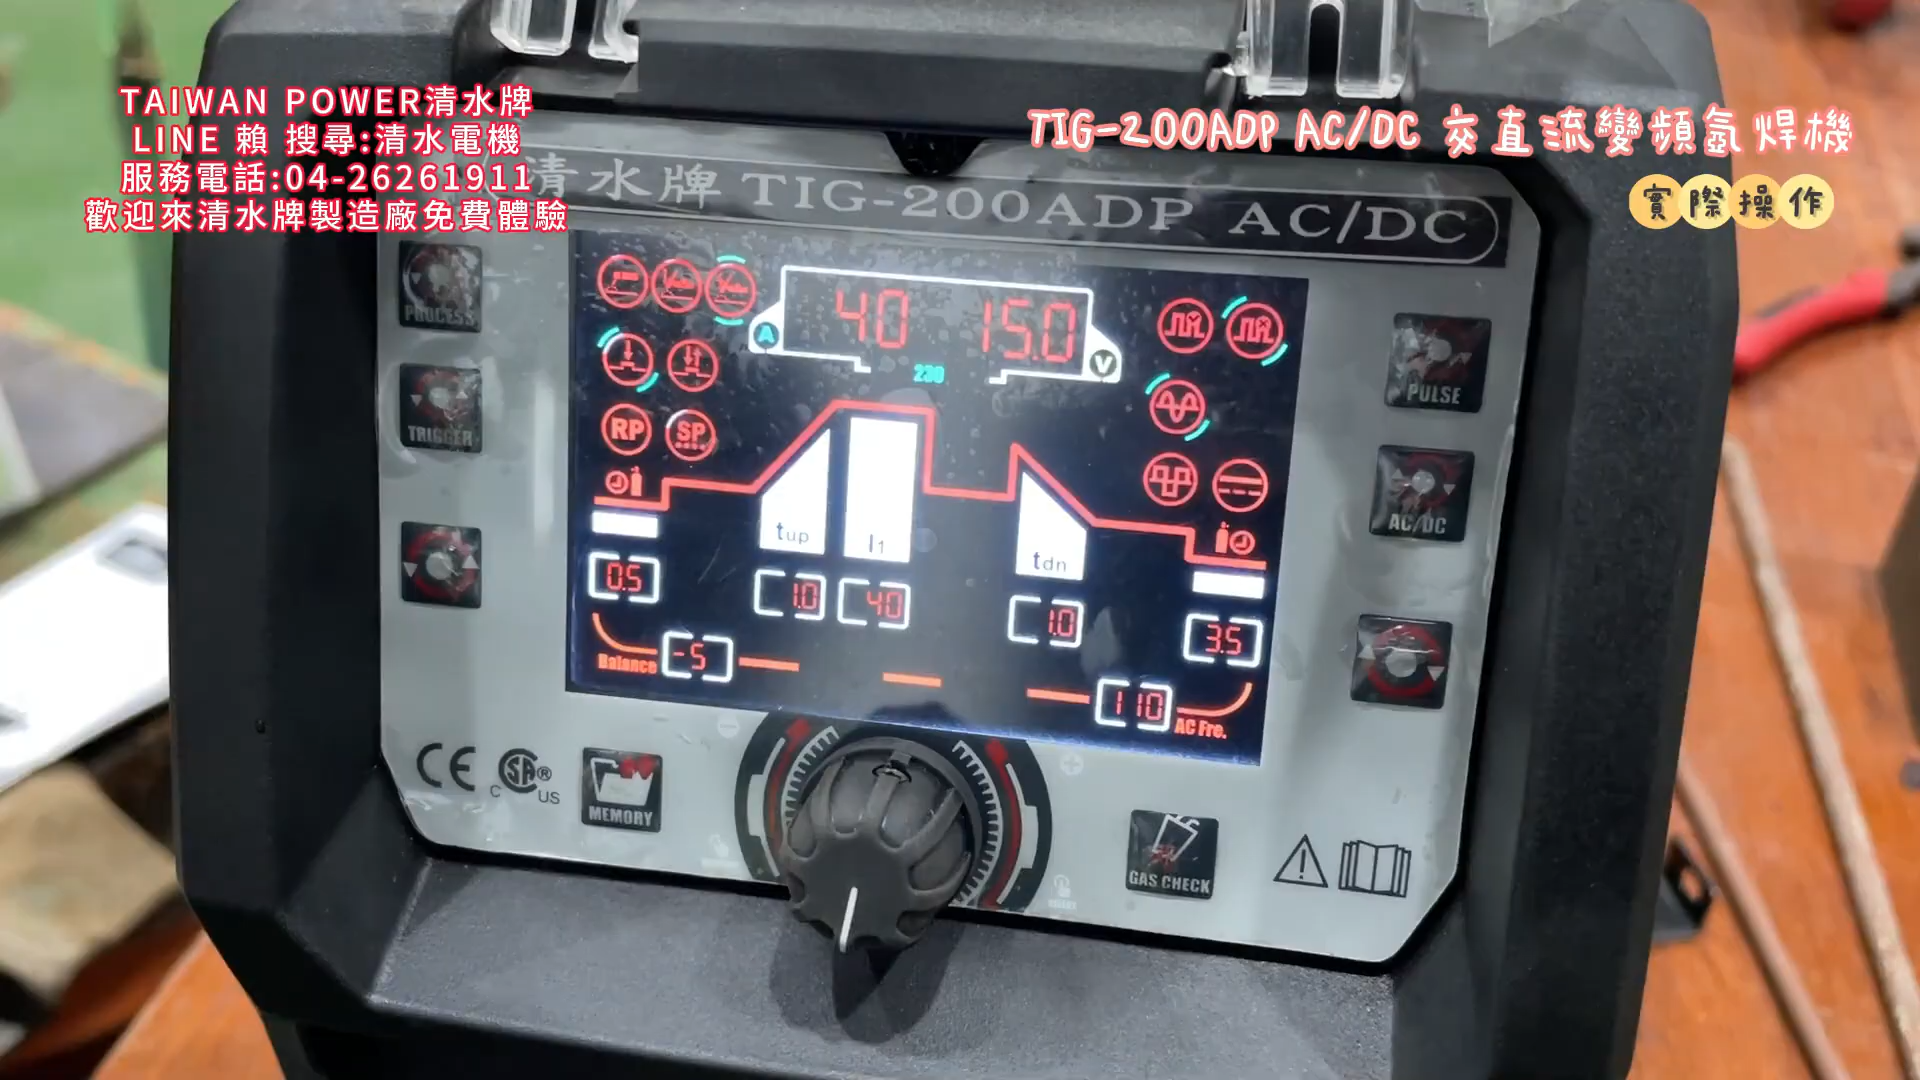 TAIWAN POWER清水牌
LINE 賴 搜尋:清水電機
服務電話:04-26261911
歡迎來清水牌製造廠免費體驗
TIG-200ADP AC/DC 交直流變頻氬焊機
實際操作
清水牌 TIG-200ADP AC/DC
PROCESS
TRIGGER
PULSE
AC/DC
40 15.0
A
V
230
RP
SP
tup
I1
tdn
0.5
1.0
40
1.0
3.5
Balance -5
110 AC Fre.
CE
C SA® US
MEMORY
GAS CHECK